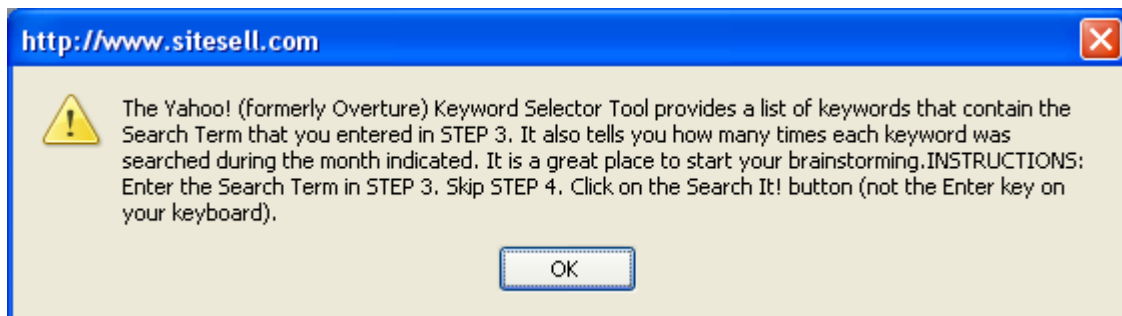 http://www.sitesell.com
The Yahoo! (formerly Overture) Keyword Selector Tool provides a list of keywords that contain the
Search Term that you entered in STEP 3. It also tells you how many times each keyword was
searched during the month indicated. It is a great place to start your brainstorming.INSTRUCTIONS:
Enter the Search Term in STEP 3. Skip STEP 4. Click on the Search It! button (not the Enter key on
your keyboard).
OK